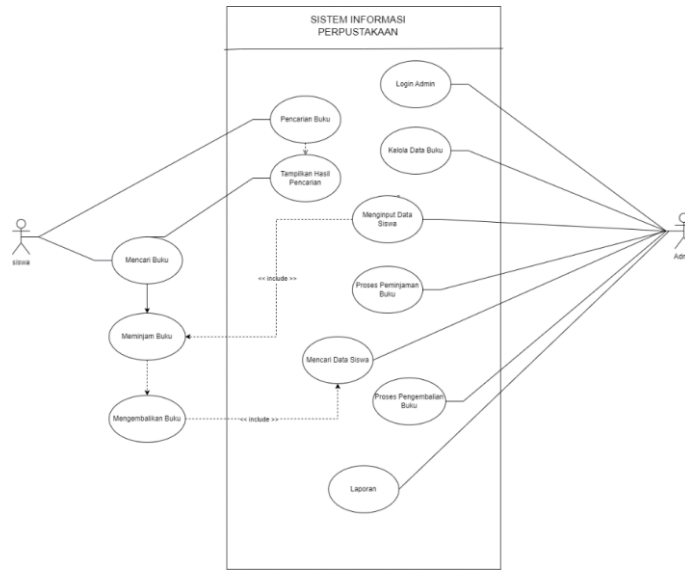 SISTEM INFORMASI
PERPUSTAKAAN
Login Admin
Pencarian Buku
Kelola Data Buku
Tampilkan Hasil
Pencarian
Menginput Data
Siswa
siswa
Adm
Mencari Buku
<< include >>
Proses Peminjaman
Buku
Meminjam Buku
Mencari Data Siswa
Proses Pengembalian
Buku
Mengembalikan Buku
<< include >>
Laporan